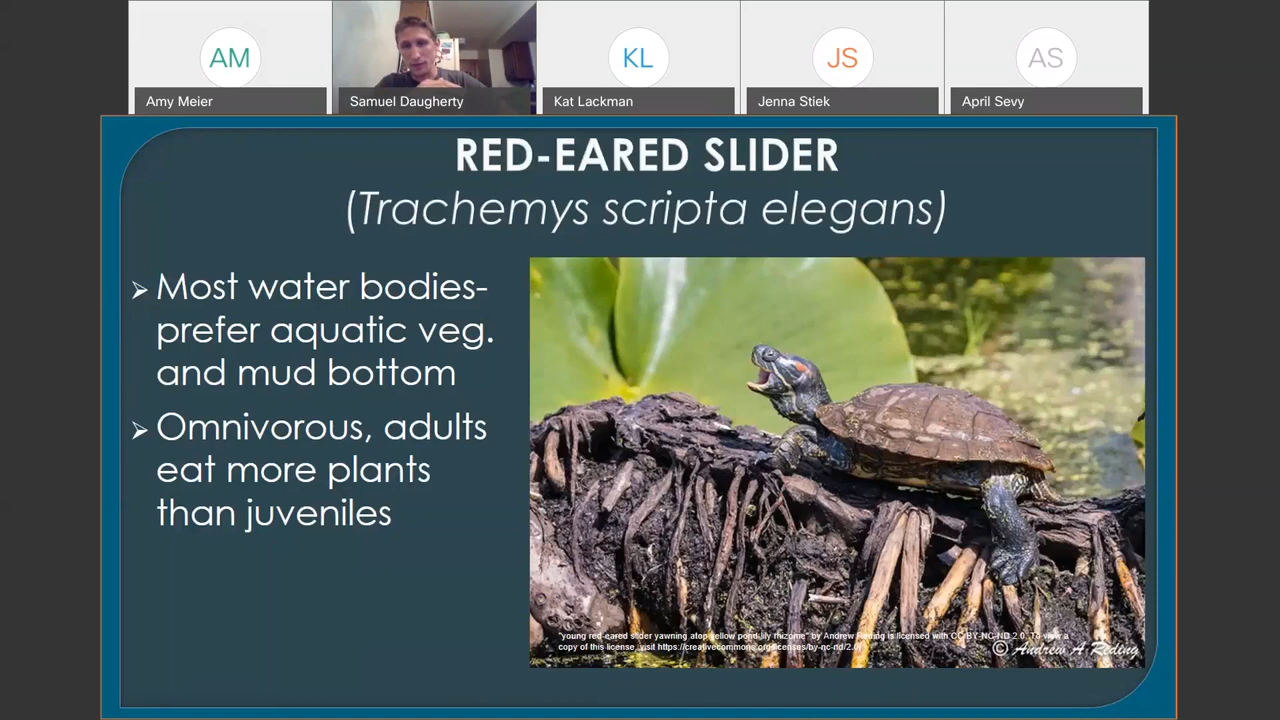 AM
KL
JS
AS
Amy Meier
Samuel Daugherty
Kat Lackman
Jenna Stiek
April Sevy
RED-EARED SLIDER
(Trachemys scripta elegans)
➢ Most water bodies-
prefer aquatic veg.
and mud bottom
➢ Omnivorous, adults
eat more plants
than juveniles
"young red-eared slider yawning atop yellow pond-lily rhizome" by Andrew Reding is licensed with CC BY-NC-ND 2.0. To view a
copy of this license, visit https://creativecommons.org/licenses/by-nc-nd/2.0/
© Andrew A Reding